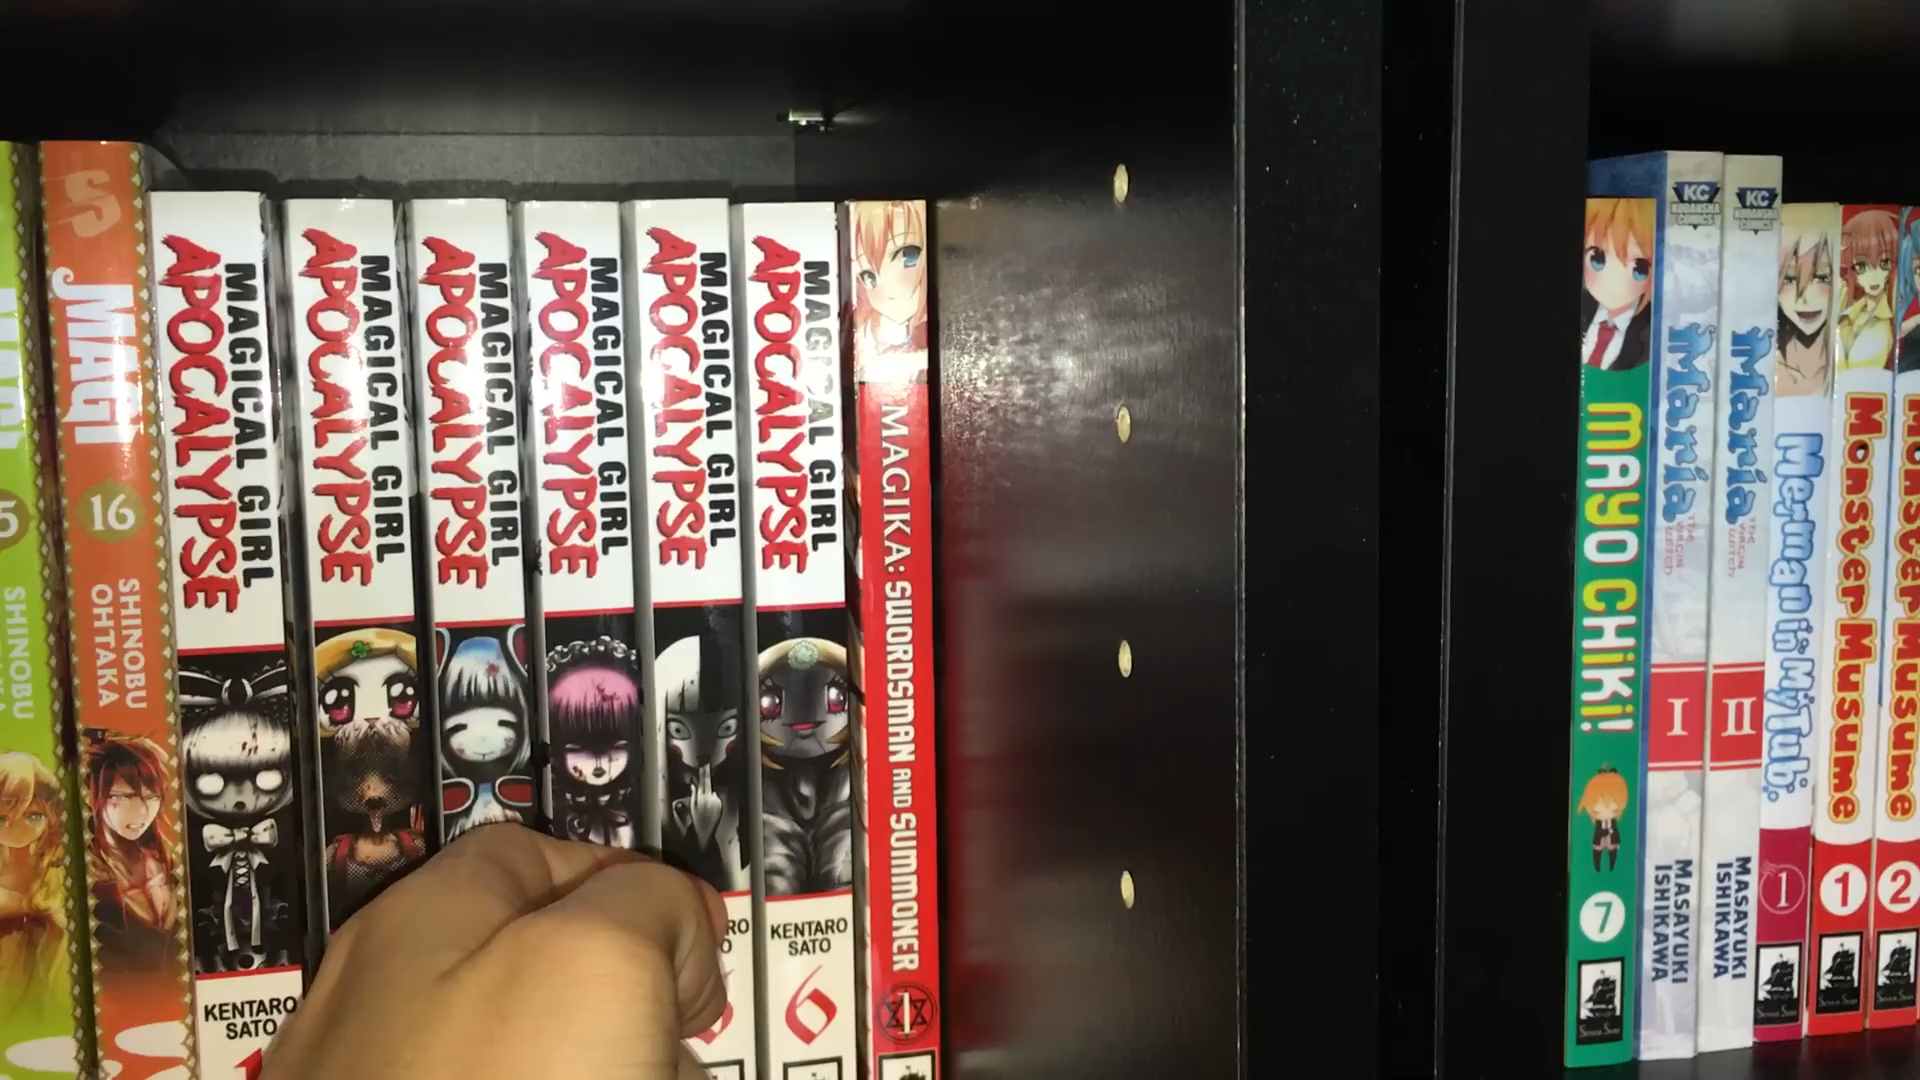 MAGI
16
SHINOBU
OHTAKA
5
SHINOBU
MAGICAL GIRL
APOCALYPSE
KENTARO
SATO
MAGICAL GIRL
APOCALYPSE
MAGICAL GIRL
APOCALYPSE
MAGICAL GIRL
APOCALYPSE
MAGICAL GIRL
APOCALYPSE
MAGICAL GIRL
APOCALYPSE
KENTARO
SATO
6
MAGIKA: SWORDSMAN AND SUMMONER
1
MAYO CHIKI!
7
KC
KODANSHA
COMICS
Maria
THE
VIRGIN
WITCH
I
MASAYUKI
ISHIKAWA
KC
KODANSHA
COMICS
Maria
THE
VIRGIN
WITCH
II
MASAYUKI
ISHIKAWA
Merman in My Tub
1
Monster Musume
1
Monster Musume
2